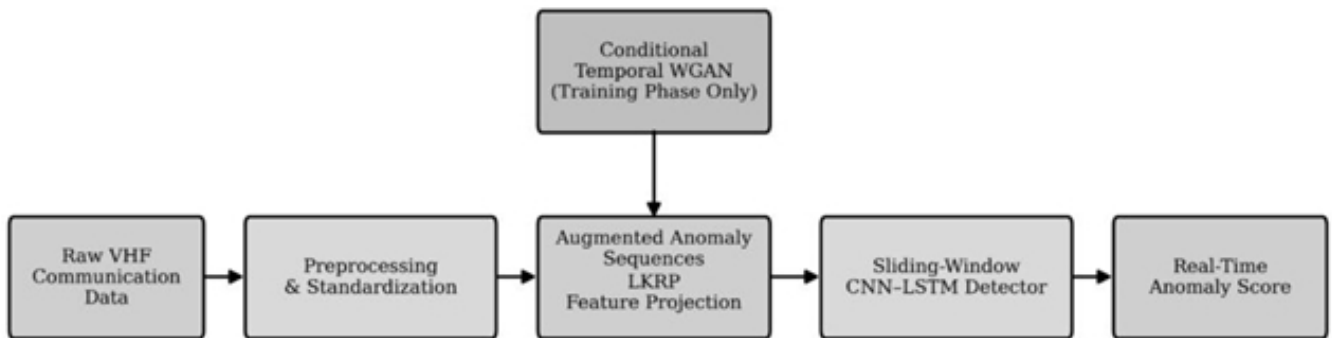 Conditional
Temporal WGAN
(Training Phase Only)
Raw VHF
Communication
Data
Preprocessing
& Standardization
Augmented Anomaly
Sequences
LKRP
Feature Projection
Sliding-Window
CNN–LSTM Detector
Real-Time
Anomaly Score